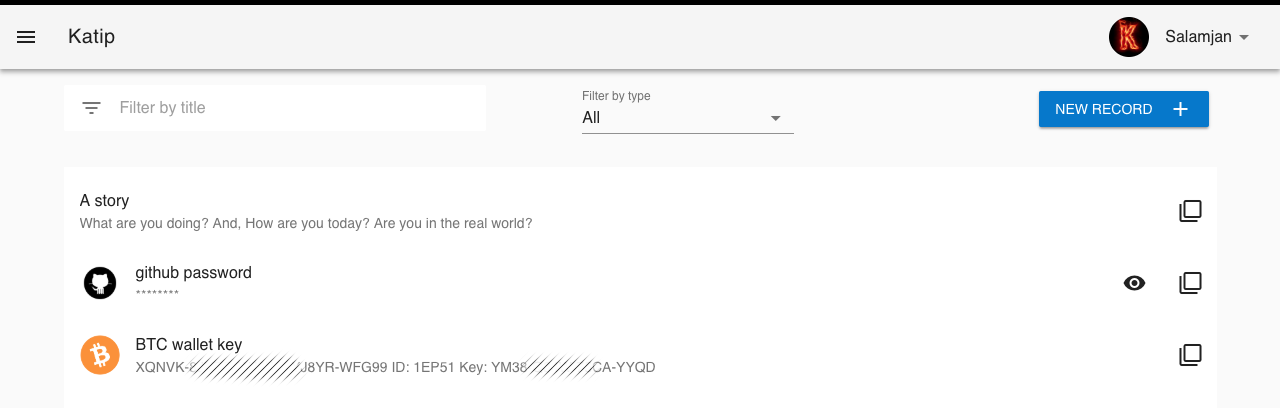 Katip
Salamjan
Filter by title
Filter by type
All
NEW RECORD
A story
What are you doing? And, How are you today? Are you in the real world?
github password
********
BTC wallet key
XQNVK- J8YR-WFG99 ID: 1EP51 Key: YM38 CA-YYQD